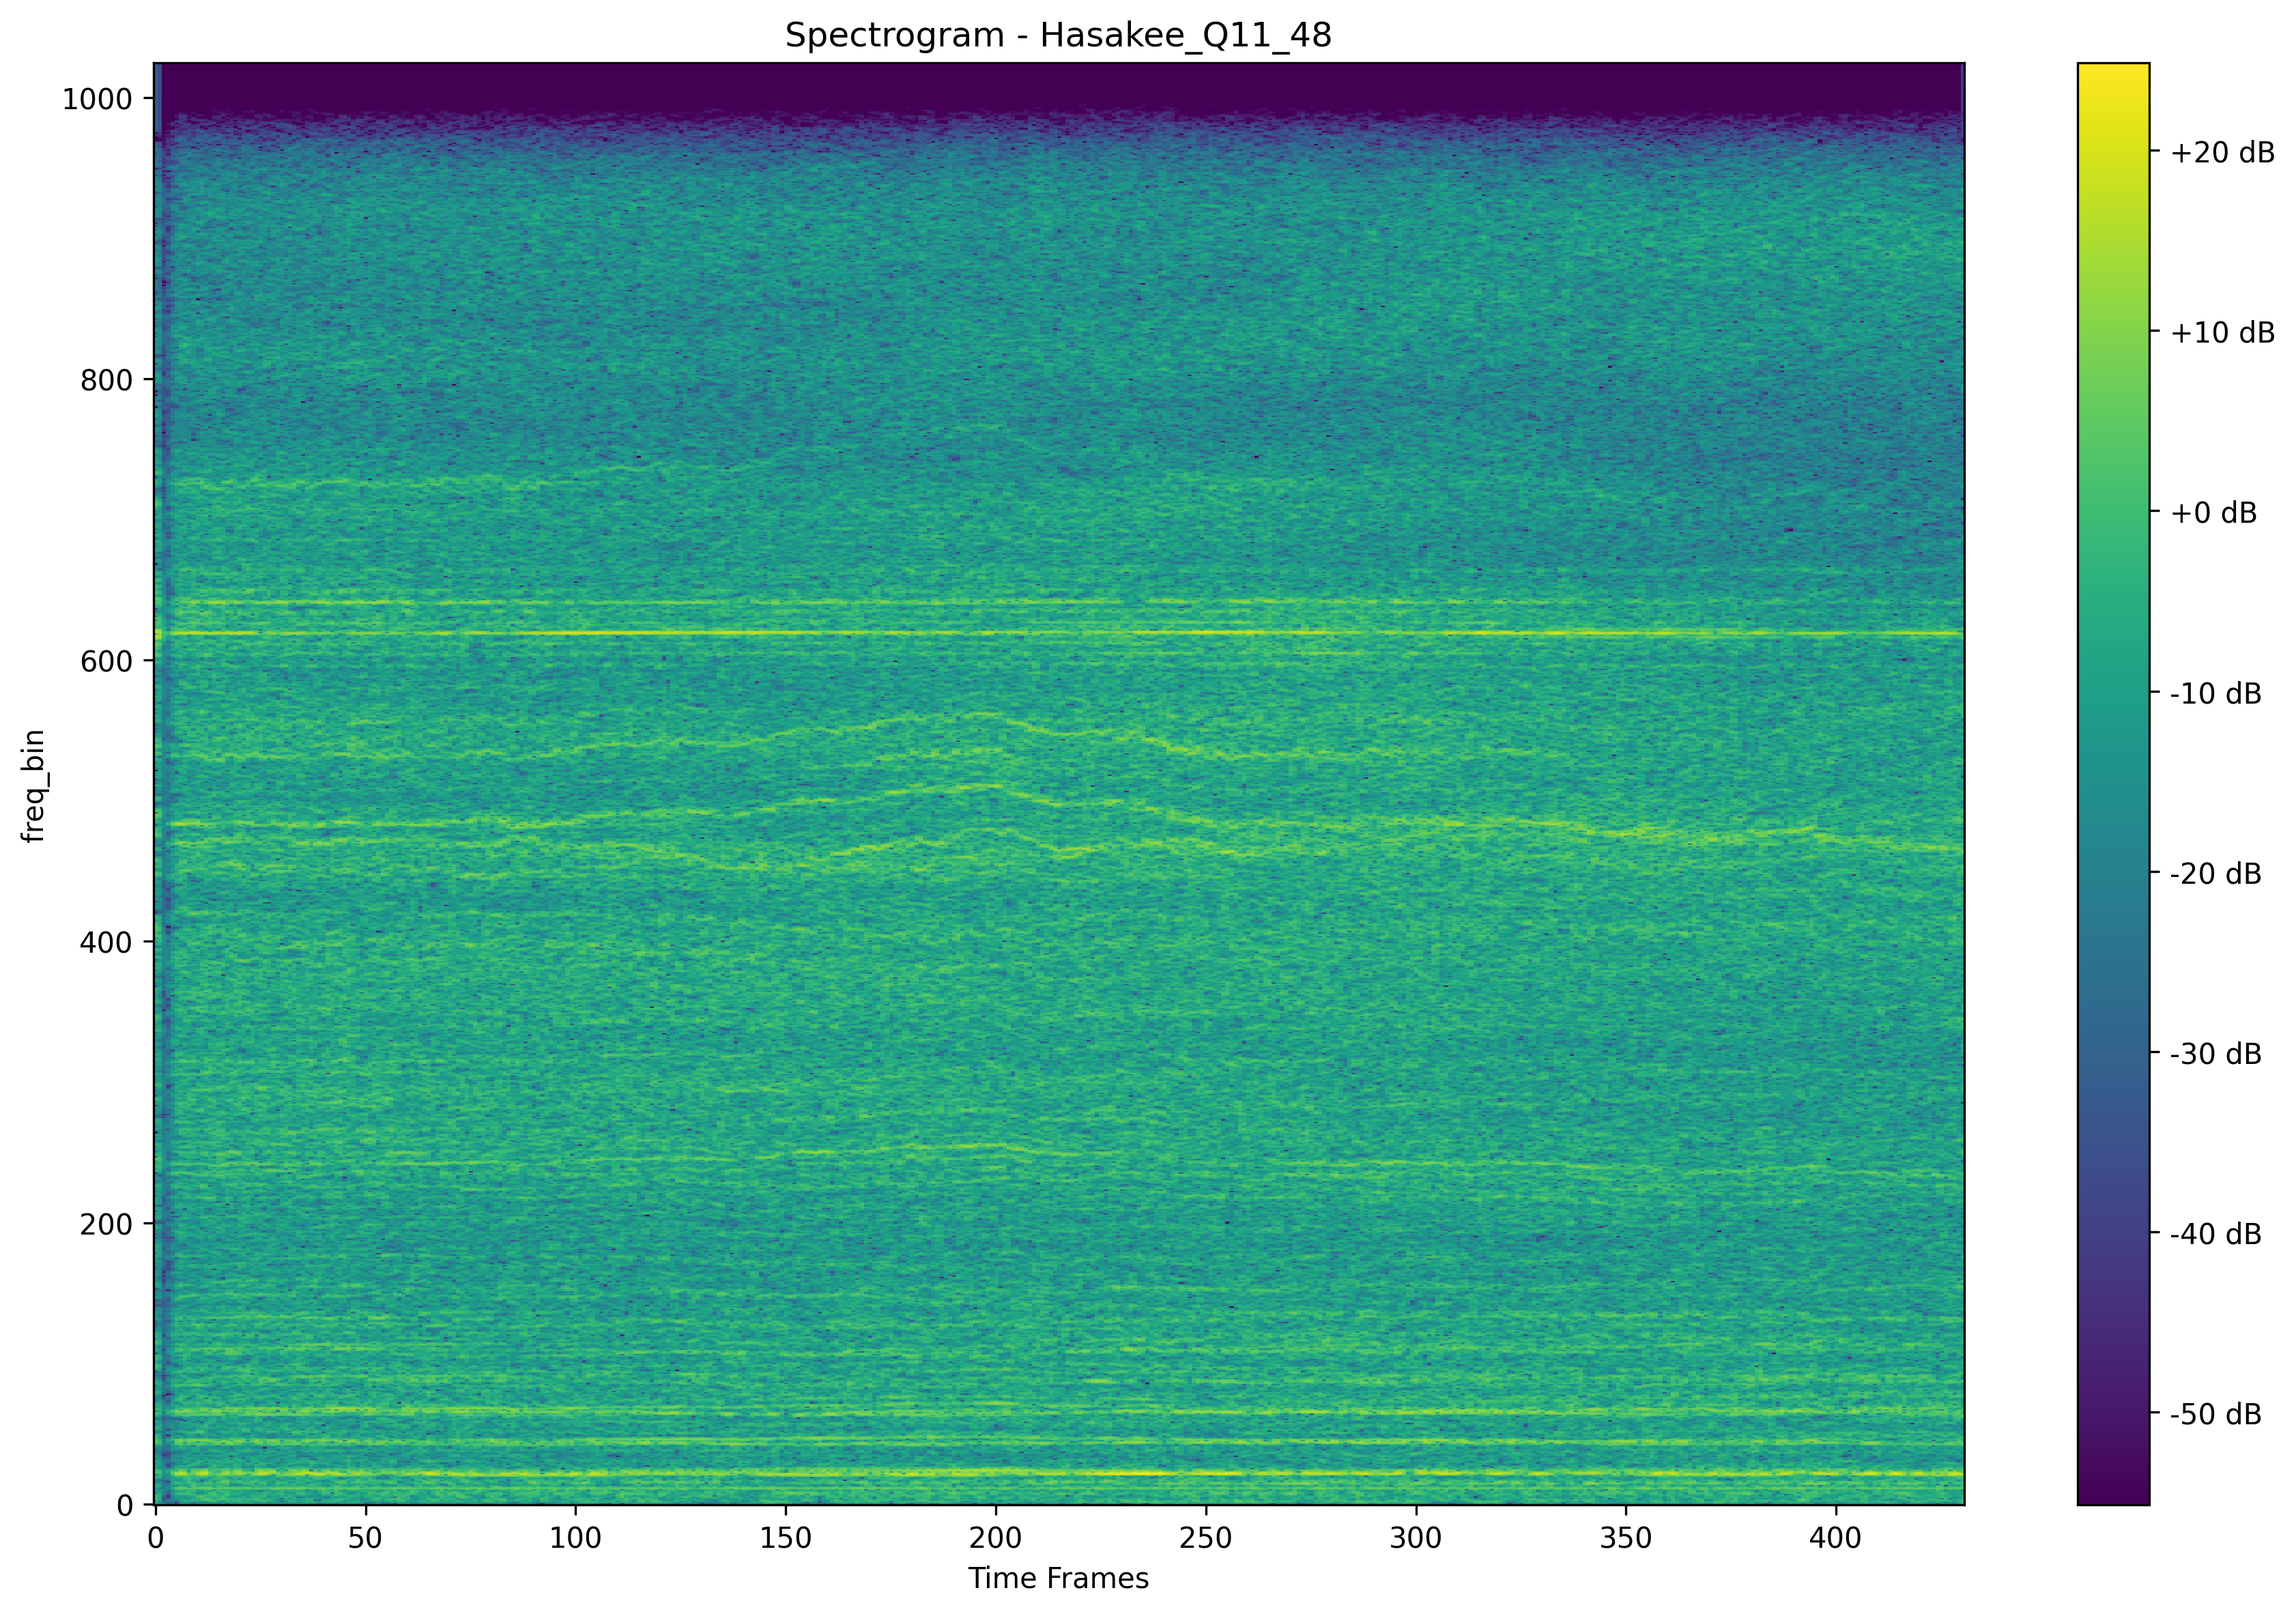 Spectrogram - Hasakee_Q11_48
1000
800
600
400
200
0
freq_bin
0 50 100 150 200 250 300 350 400
Time Frames
+20 dB
+10 dB
+0 dB
-10 dB
-20 dB
-30 dB
-40 dB
-50 dB